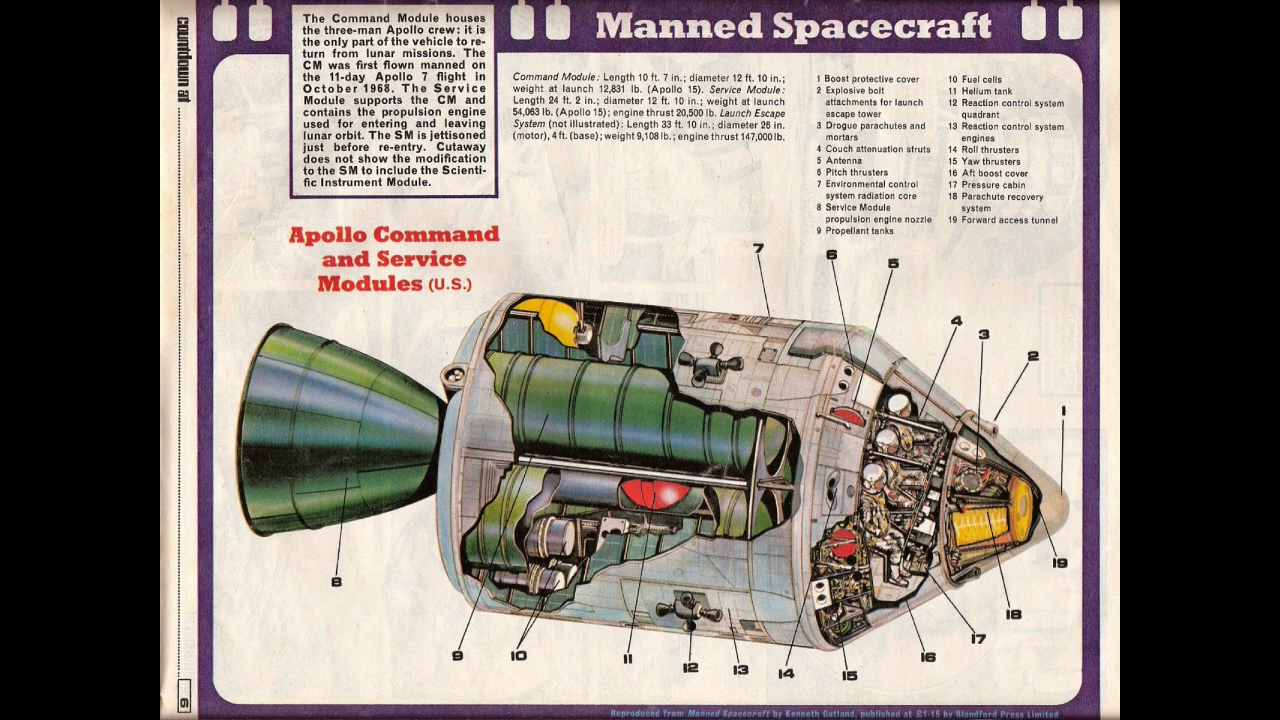 countdown at
The Command Module houses
the three-man Apollo crew: it is
the only part of the vehicle to re-
turn from lunar missions. The
CM was first flown manned on
the 11-day Apollo 7 flight in
October 1968. The Service
Module supports the CM and
contains the propulsion engine
used for entering and leaving
lunar orbit. The SM is jettisoned
just before re-entry. Cutaway
does not show the modification
to the SM to include the Scienti-
fic Instrument Module.
Manned Spacecraft
Command Module: Length 10 ft. 7 in.; diameter 12 ft. 10 in.;
weight at launch 12,831 lb. (Apollo 15). Service Module:
Length 24 ft. 2 in.; diameter 12 ft. 10 in.; weight at launch
54,063 lb. (Apollo 15); engine thrust 20,500 lb. Launch Escape
System (not illustrated): Length 33 ft. 10 in.; diameter 26 in.
(motor), 4 ft. (base); weight 9,108 lb.; engine thrust 147,000 lb.
1 Boost protective cover
2 Explosive bolt
attachments for launch
escape tower
3 Drogue parachutes and
mortars
4 Couch attenuation struts
5 Antenna
6 Pitch thrusters
7 Environmental control
system radiation core
8 Service Module
propulsion engine nozzle
9 Propellant tanks
10 Fuel cells
11 Helium tank
12 Reaction control system
quadrant
13 Reaction control system
engines
14 Roll thrusters
15 Yaw thrusters
16 Aft boost cover
17 Pressure cabin
18 Parachute recovery
system
19 Forward access tunnel
Apollo Command
and Service
Modules (U.S.)
7
6
5
4
3
2
1
8
9
10
11
12
13
14
15
16
17
18
19
6
Reproduced from Manned Spacecraft by Kenneth Gatland, published at £1·15 by Blandford Press Limited